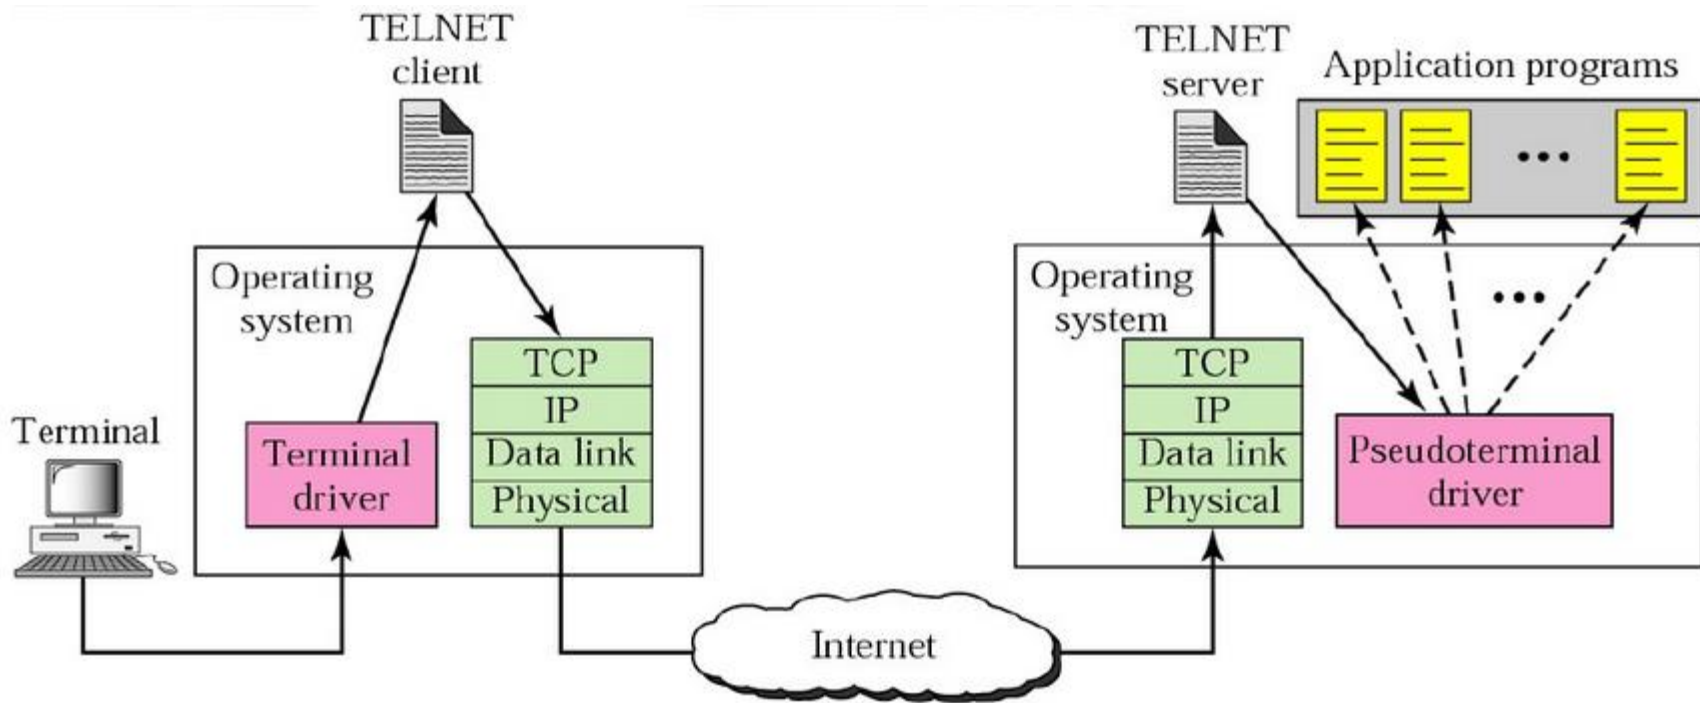 TELNET
client
TELNET
server
Application programs
Operating
system
TCP
IP
Data link
Physical
Terminal
driver
Terminal
Operating
system
TCP
IP
Data link
Physical
Pseudoterminal
driver
Internet